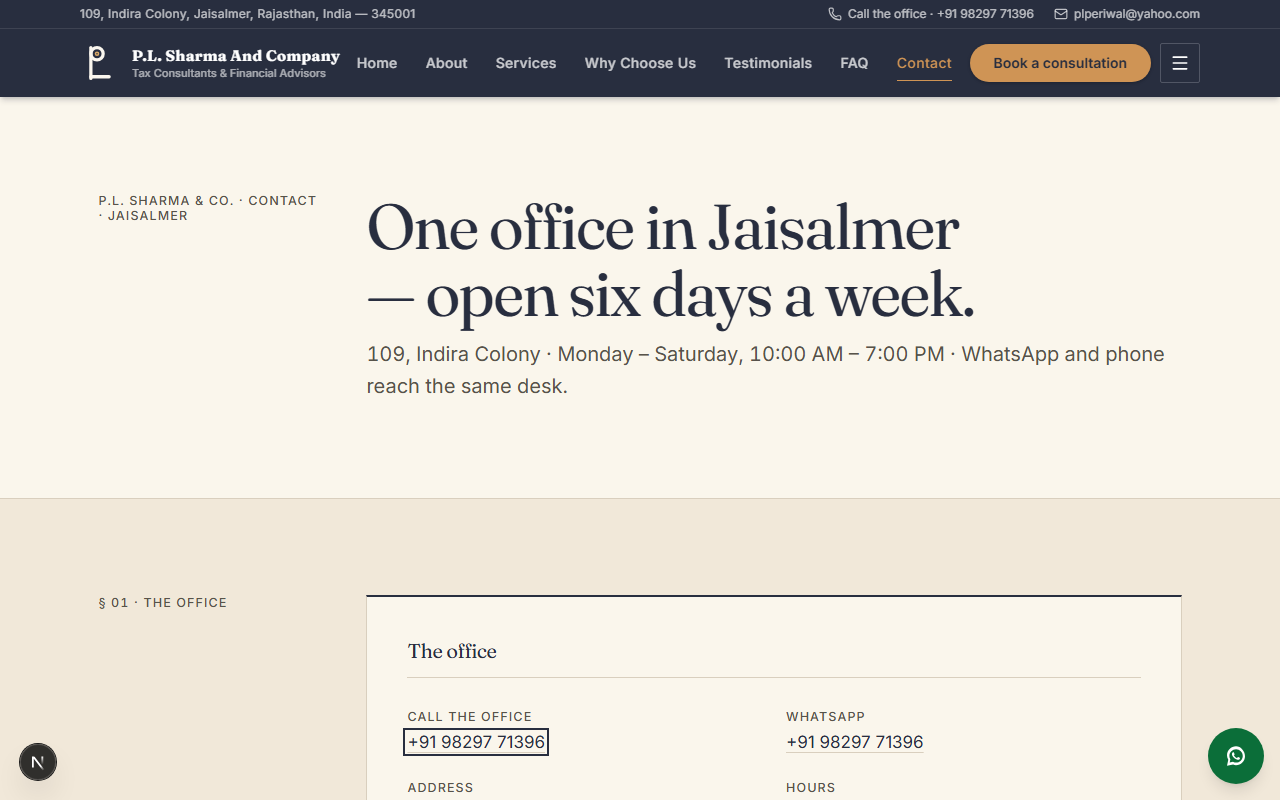 109, Indira Colony, Jaisalmer, Rajasthan, India — 345001
Call the office · +91 98297 71396
plperiwal@yahoo.com
P.L. Sharma And Company
Tax Consultants & Financial Advisors
Home
About
Services
Why Choose Us
Testimonials
FAQ
Contact
Book a consultation
P.L. SHARMA & CO. · CONTACT
· JAISALMER
One office in Jaisalmer
— open six days a week.
109, Indira Colony · Monday – Saturday, 10:00 AM – 7:00 PM · WhatsApp and phone
reach the same desk.
§ 01 · THE OFFICE
The office
CALL THE OFFICE
+91 98297 71396
WHATSAPP
+91 98297 71396
ADDRESS
HOURS
N